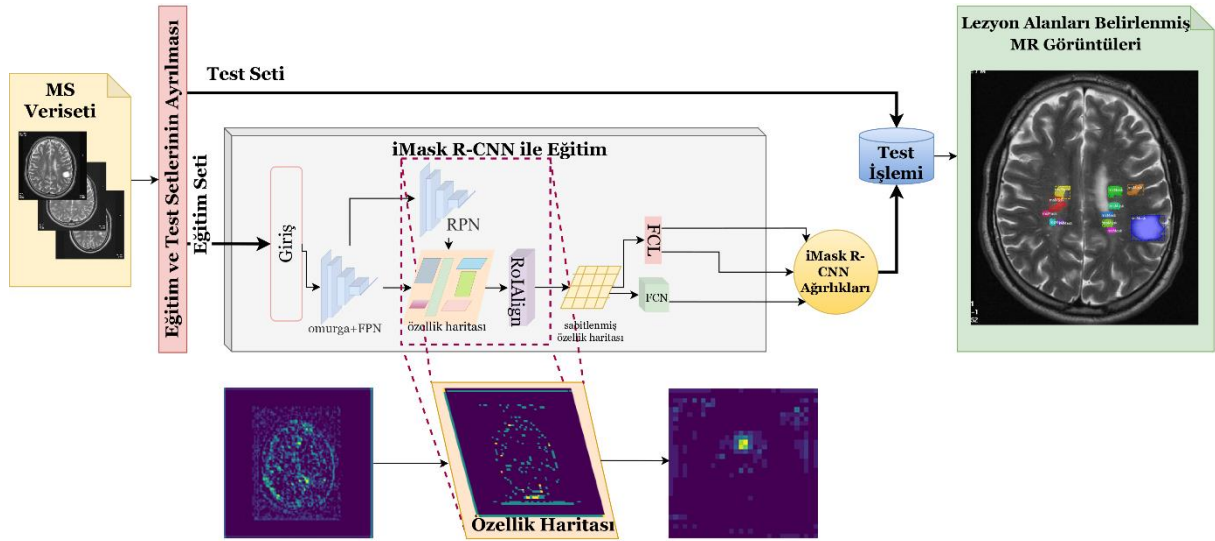 MS
Veriseti
Eğitim ve Test Setlerinin Ayrılması
Test Seti
Eğitim Seti
iMask R-CNN ile Eğitim
Giriş
omurga+FPN
RPN
özellik haritası
RoIAlign
sabitlenmiş
özellik haritası
FCL
FCN
iMask R-
CNN
Ağırlıkları
Test
İşlemi
Lezyon Alanları Belirlenmiş
MR Görüntüleri
Özellik Haritası